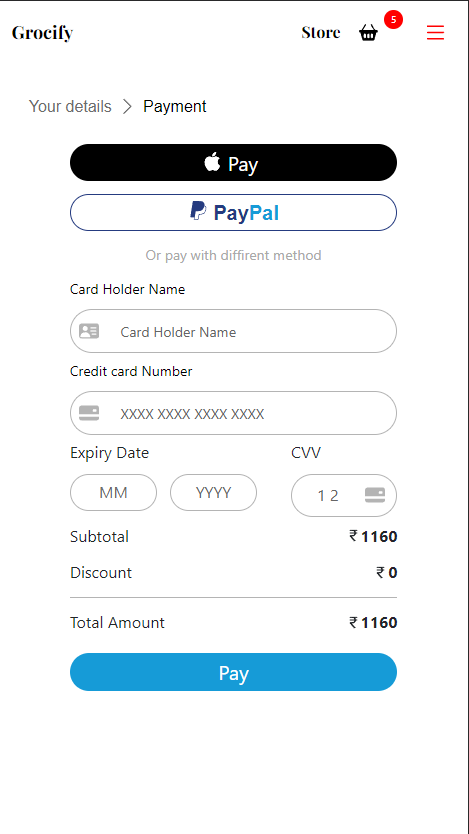 Grocify Store 5
Your details Payment
Pay
PayPal
Or pay with diffirent method
Card Holder Name
Card Holder Name
Credit card Number
XXXX XXXX XXXX XXXX
Expiry Date CVV
MM YYYY 1 2
Subtotal ₹ 1160
Discount ₹ 0
Total Amount ₹ 1160
Pay